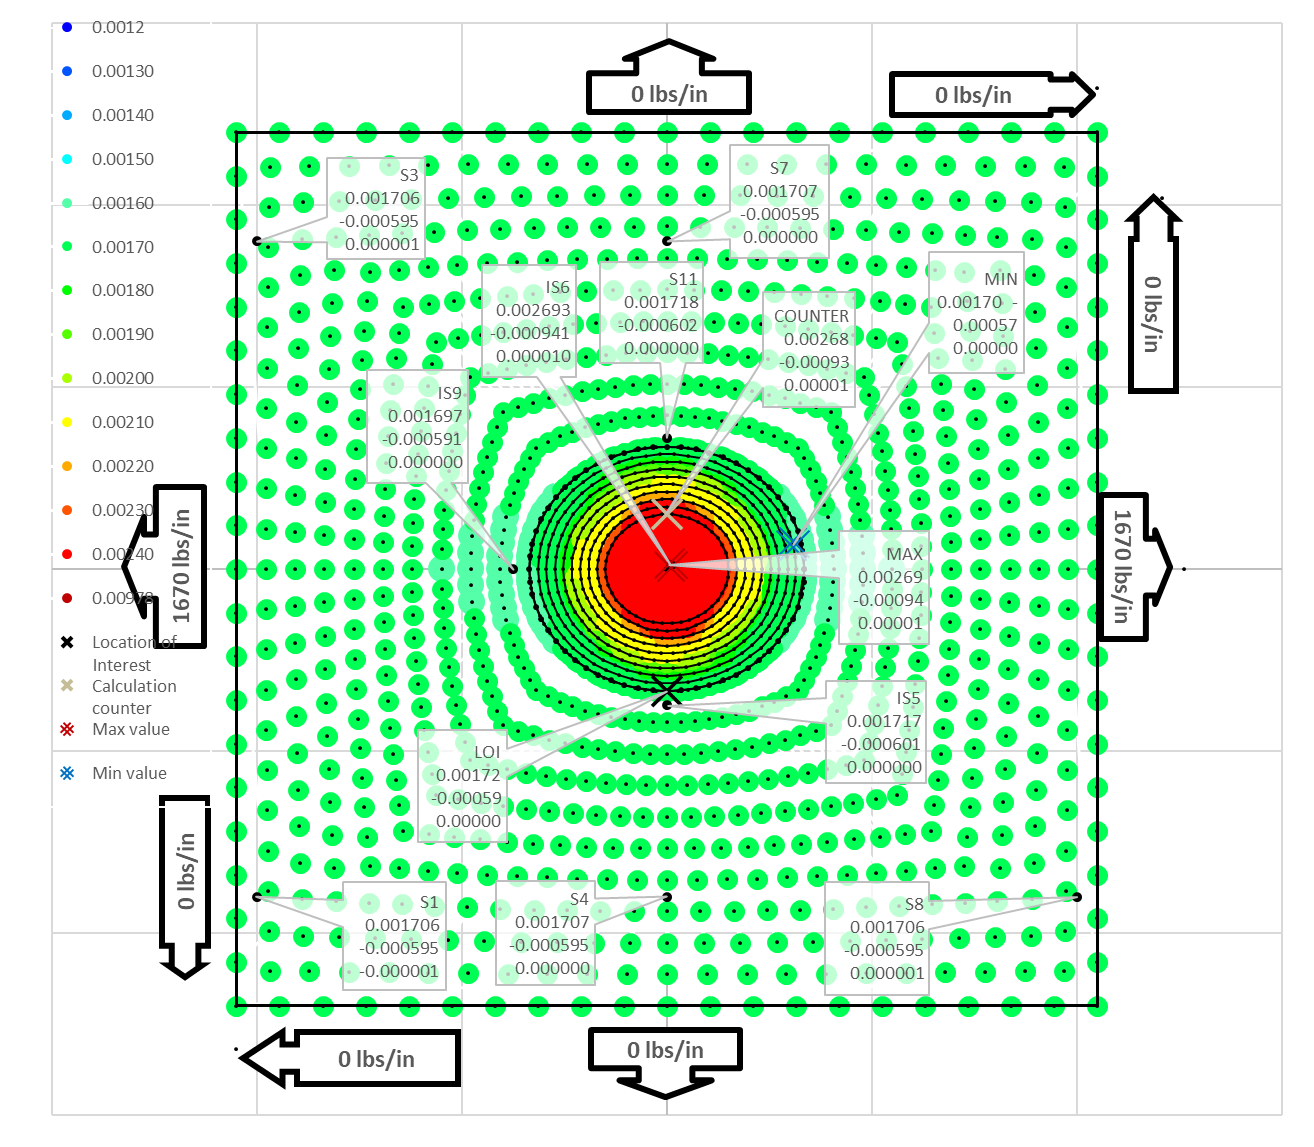 0.0012
0.00130
0.00140
0.00150
0.00160
0.00170
0.00180
0.00190
0.00200
0.00210
0.00220
0.00230
0.00240
0.00978
Location of
Interest
Calculation
counter
Max value
Min value
0 lbs/in
0 lbs/in
0 lbs/in
1670 lbs/in
1670 lbs/in
0 lbs/in
0 lbs/in
0 lbs/in
S3
0.001706
-0.000595
0.000001
S7
0.001707
-0.000595
0.000000
IS6
0.002693
-0.000941
0.000010
S11
0.001718
-0.000602
0.000000
COUNTER
0.00268
-0.00093
0.00001
MIN
0.00170 -
0.00057
0.00000
IS9
0.001697
-0.000591
0.000000
MAX
0.00269
-0.00094
0.00001
IS5
0.001717
-0.000601
0.000000
LOI
0.00172
-0.00059
0.00000
S1
0.001706
-0.000595
-0.000001
S4
0.001707
-0.000595
0.000000
S8
0.001706
-0.000595
0.000001